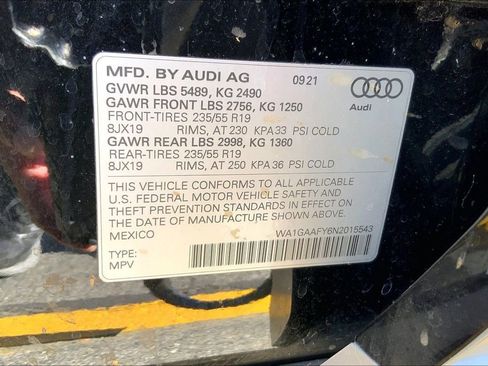 MFD. BY AUDI AG 09 21
GVWR LBS 5489, KG 2490
GAWR FRONT LBS 2756, KG 1250
Audi
FRONT-TIRES 235/55 R19
8JX19 RIMS, AT 230 KPA 33 PSI COLD
GAWR REAR LBS 2998, KG 1360
REAR-TIRES 235/55 R19
8JX19 RIMS, AT 250 KPA 36 PSI COLD
THIS VEHICLE CONFORMS TO ALL APPLICABLE
U.S. FEDERAL MOTOR VEHICLE SAFETY AND
THEFT PREVENTION STANDARDS IN EFFECT ON
THE DATE OF MANUFACTURE SHOWN ABOVE.
MEXICO
WA1GAAFY6N2015543
TYPE:
MPV